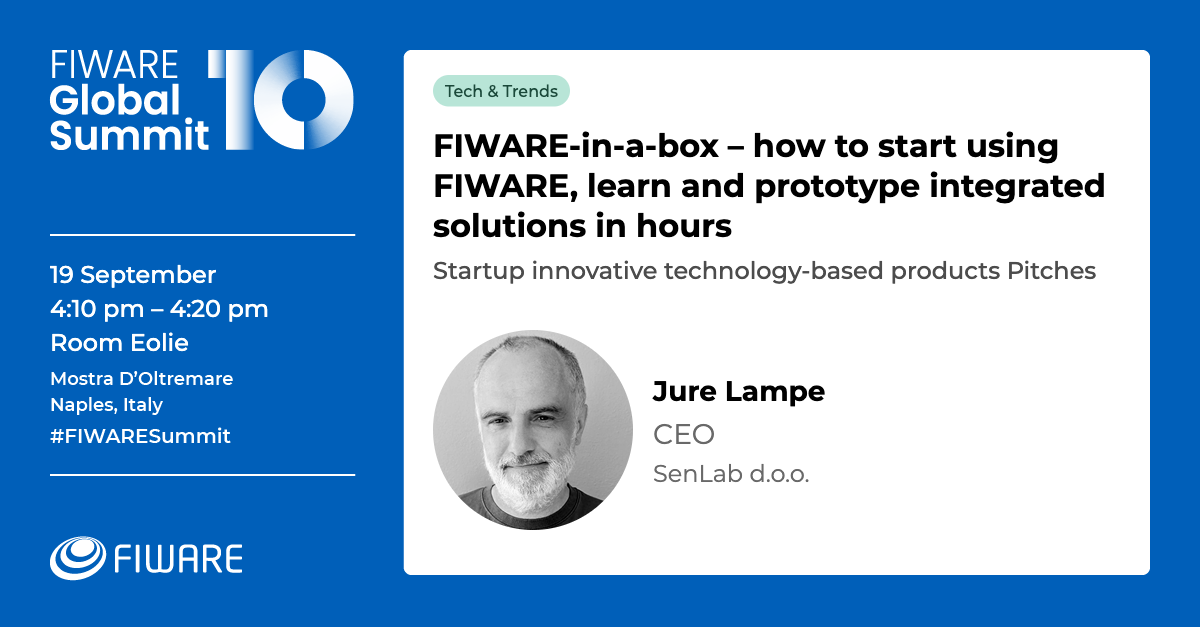 FIWARE
Global
Summit
10
19 September
4:10 pm – 4:20 pm
Room Eolie
Mostra D’Oltremare
Naples, Italy
#FIWARESummit
FIWARE
Tech & Trends
FIWARE-in-a-box – how to start using
FIWARE, learn and prototype integrated
solutions in hours
Startup innovative technology-based products Pitches
Jure Lampe
CEO
SenLab d.o.o.